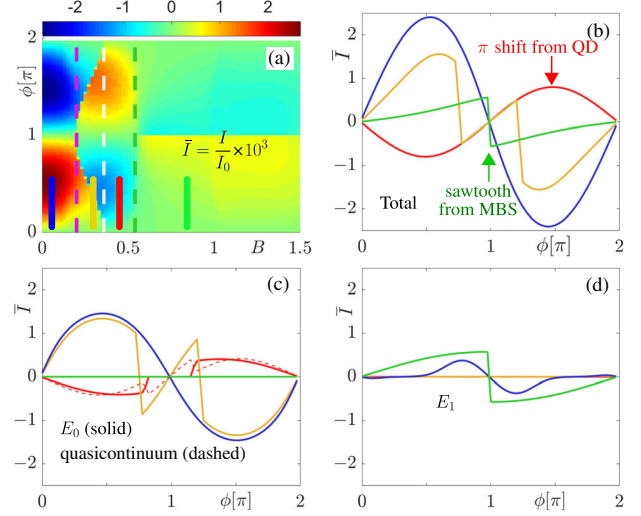 -2 -1 0 1 2
(a)
ϕ[π]
2
1
0
Ī = I/I₀ ×10³
0 0.5 B 1.5
(b)
Ī
2
1
0
-1
-2
π shift from QD
sawtooth
from MBS
Total
0 1 2
ϕ[π]
(c)
Ī
2
1
0
-1
-2
E₀ (solid)
quasicontinuum (dashed)
0 1 ϕ[π] 2
(d)
Ī
2
1
0
-1
-2
E₁
0 1 ϕ[π] 2